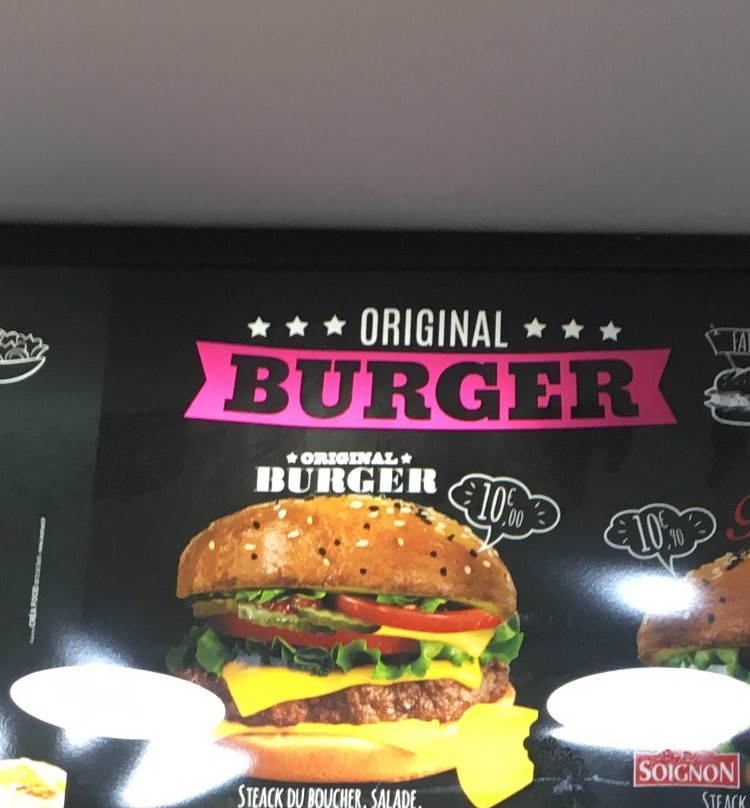 ★ ★ ★ ORIGINAL ★ ★ ★
BURGER
★ ORIGINAL ★
BURGER
10€,00
10€,90
SOIGNON
STEACK DU BOUCHER, SALADE,